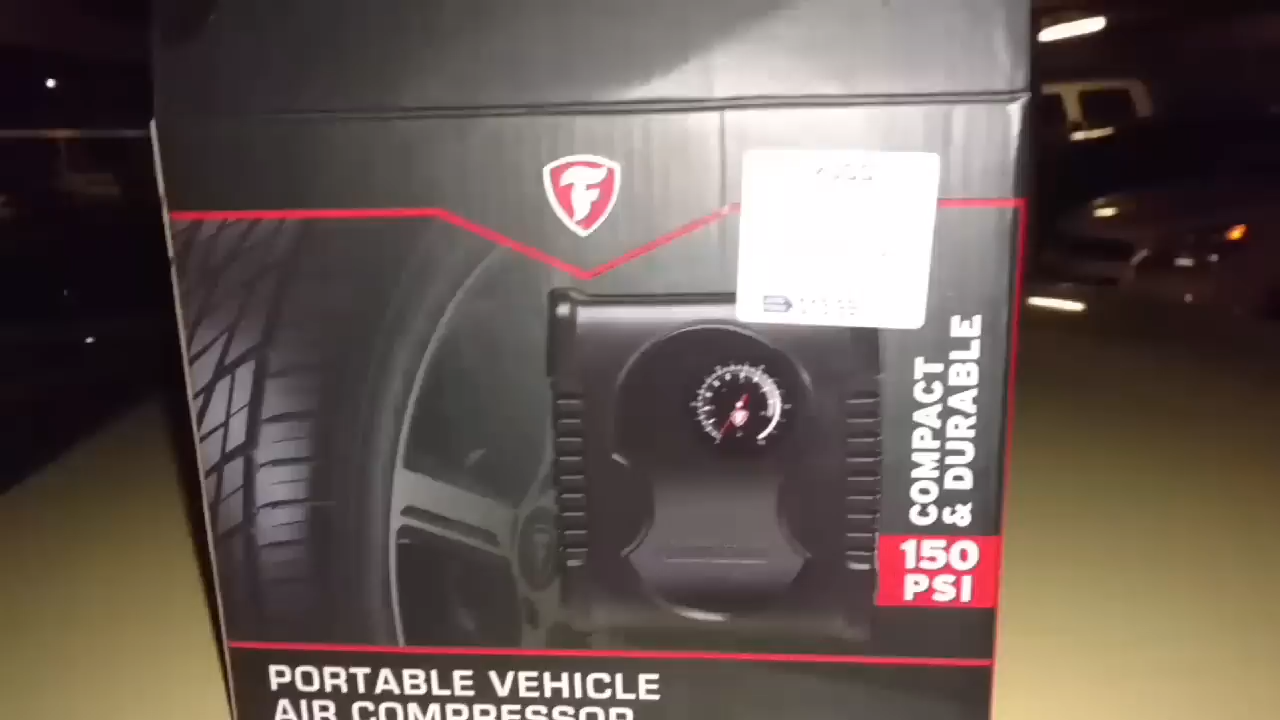 COMPACT
& DURABLE
150
PSI
PORTABLE VEHICLE
AIR COMPRESSOR